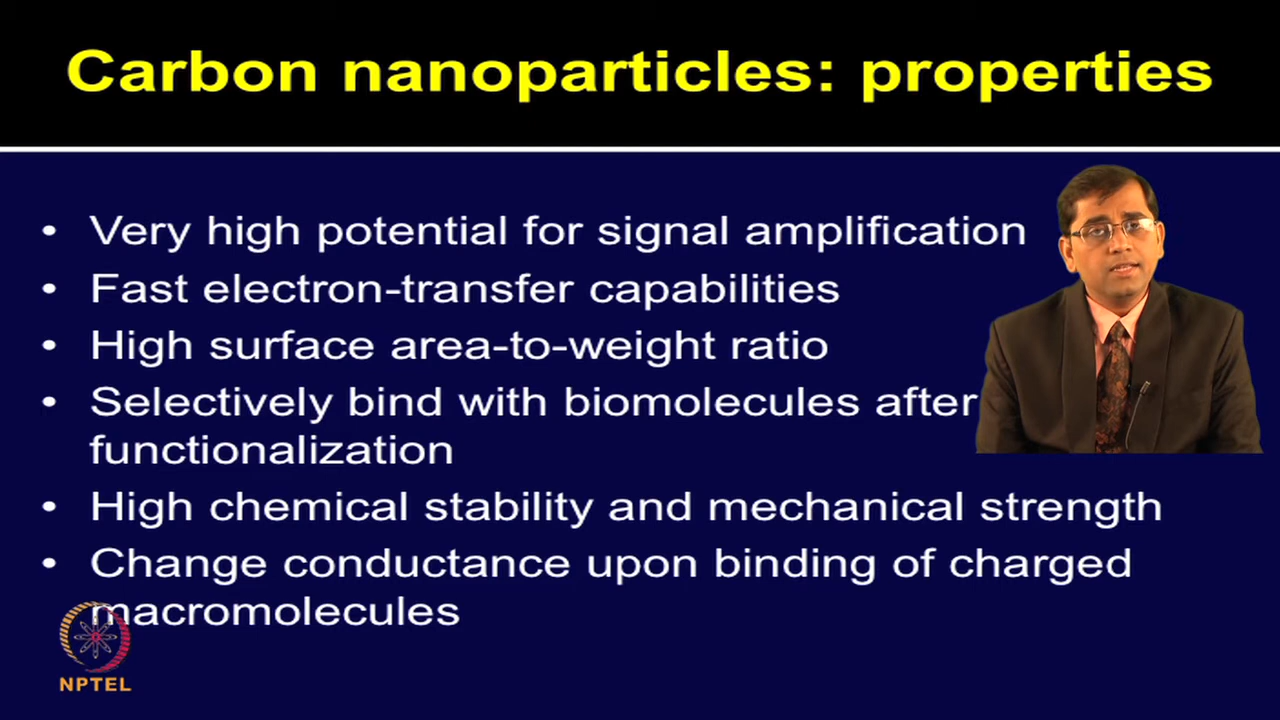 Carbon nanoparticles: properties
• Very high potential for signal amplification
• Fast electron-transfer capabilities
• High surface area-to-weight ratio
• Selectively bind with biomolecules after
functionalization
• High chemical stability and mechanical strength
• Change conductance upon binding of charged
macromolecules
NPTEL